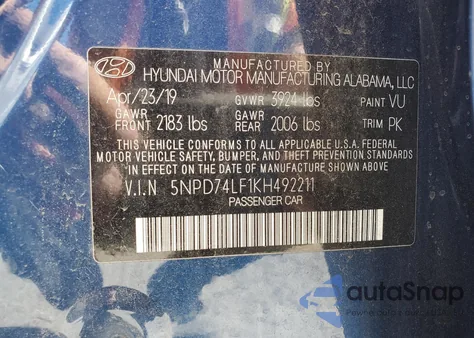 MANUFACTURED BY
HYUNDAI MOTOR MANUFACTURING ALABAMA, LLC
Apr/23/19 GVWR 3924 lbs PAINT VU
GAWR FRONT 2183 lbs GAWR REAR 2006 lbs TRIM PK
THIS VEHICLE CONFORMS TO ALL APPLICABLE U.S. FEDERAL
MOTOR VEHICLE SAFETY, BUMPER, AND THEFT PREVENTION STANDARDS
IN EFFECT ON THE DATE OF MANUFACTURE SHOWN ABOVE.
V.I.N 5NPD74LF1KH492211
PASSENGER CAR
autoSnap